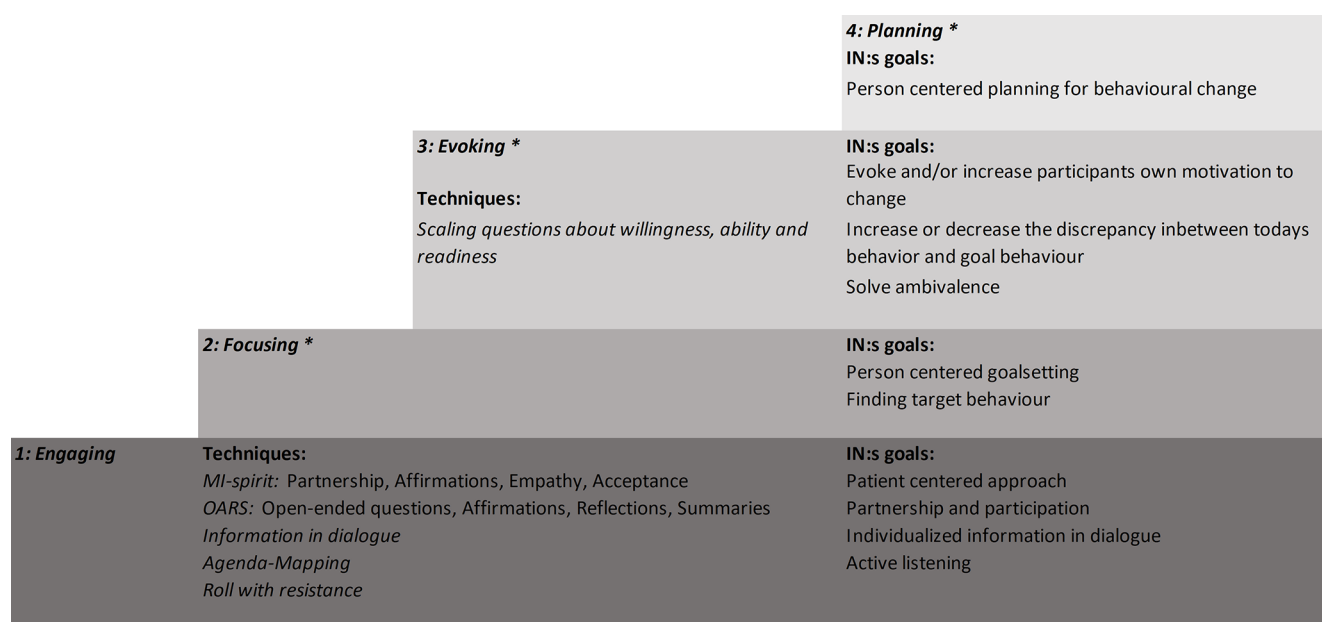 4: Planning *
IN:s goals:
Person centered planning for behavioural change
3: Evoking *
Techniques:
Scaling questions about willingness, ability and
readiness
IN:s goals:
Evoke and/or increase participants own motivation to
change
Increase or decrease the discrepancy inbetween todays
behavior and goal behaviour
Solve ambivalence
2: Focusing *
IN:s goals:
Person centered goalsetting
Finding target behaviour
1: Engaging
Techniques:
MI-spirit: Partnership, Affirmations, Empathy, Acceptance
OARS: Open-ended questions, Affirmations, Reflections, Summaries
Information in dialogue
Agenda-Mapping
Roll with resistance
IN:s goals:
Patient centered approach
Partnership and participation
Individualized information in dialogue
Active listening